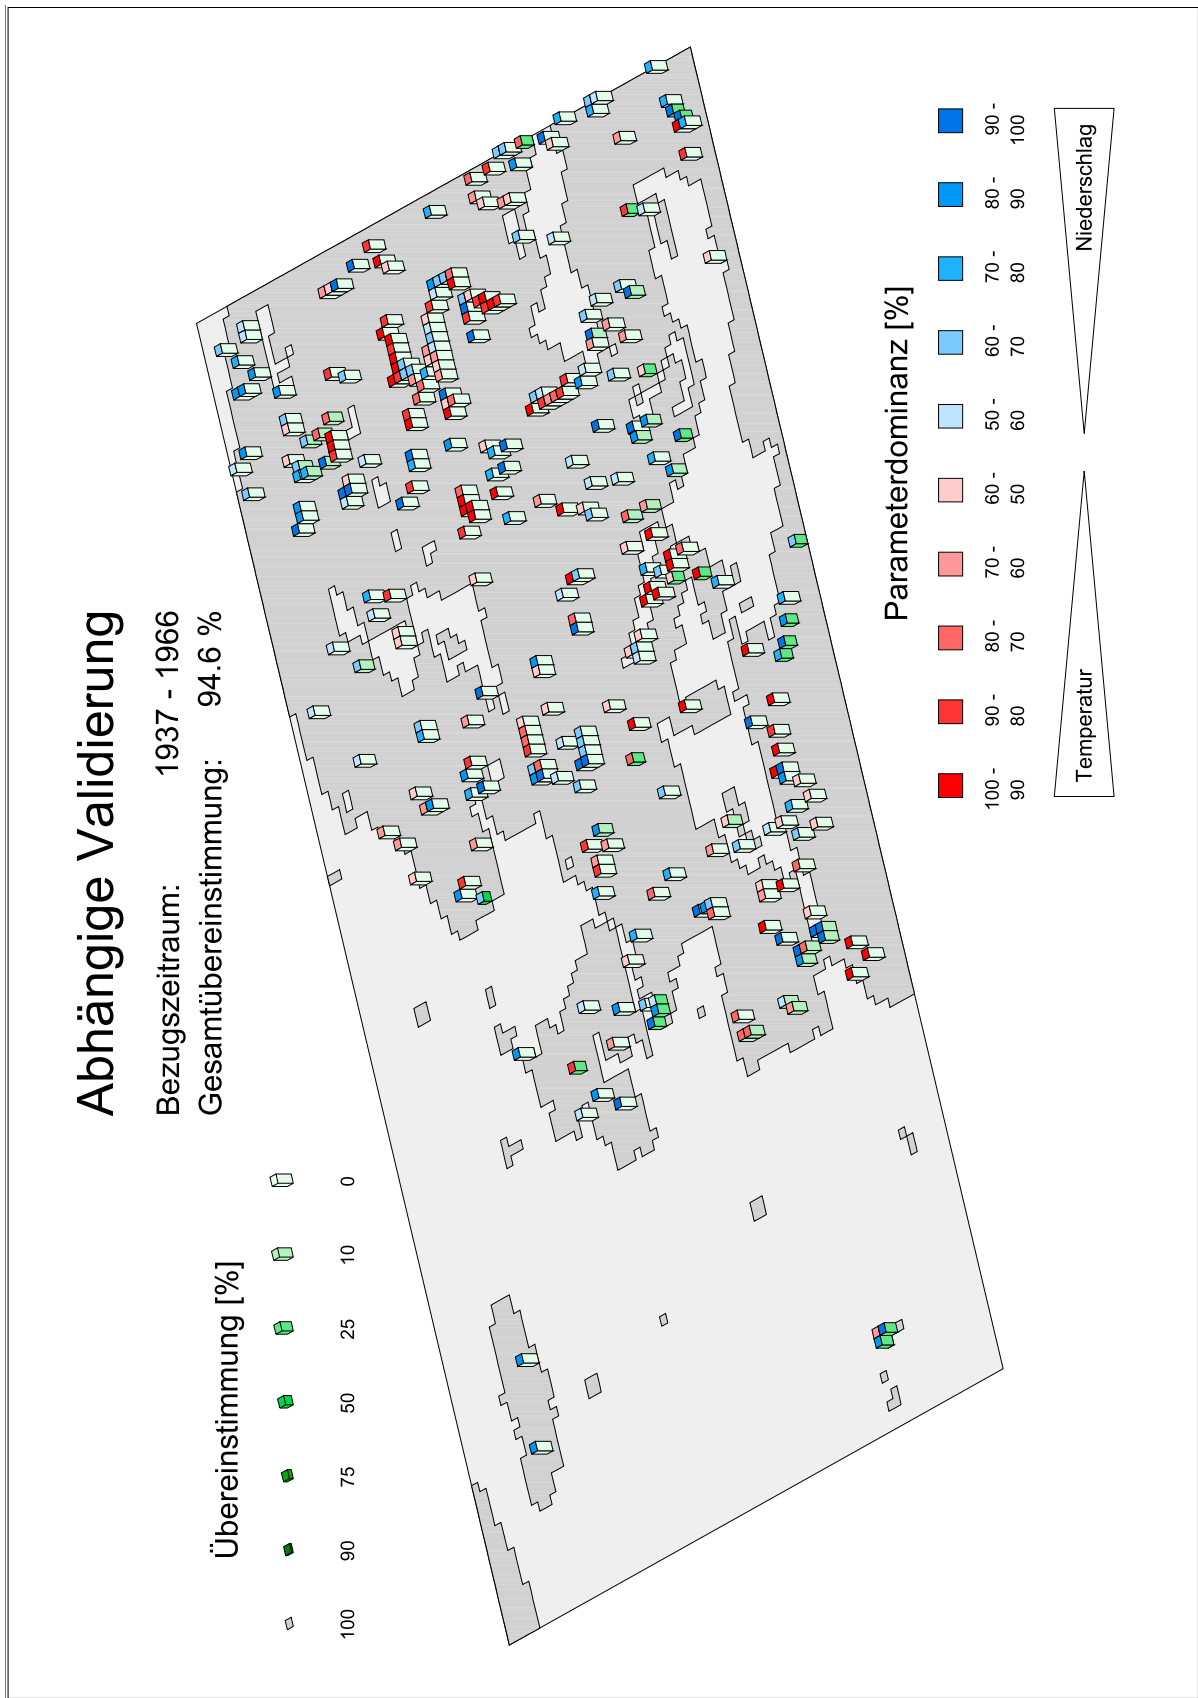 Abhängige Validierung
Bezugszeitraum: 1937 - 1966
Gesamtübereinstimmung: 94.6 %
Übereinstimmung [%]
100 90 75 50 25 10 0
Parameterdominanz [%]
100 - 90 - 80 - 70 - 60 - 50 - 60 - 70 - 80 - 90 -
90 80 70 60 50 60 70 80 90 100
Temperatur Niederschlag